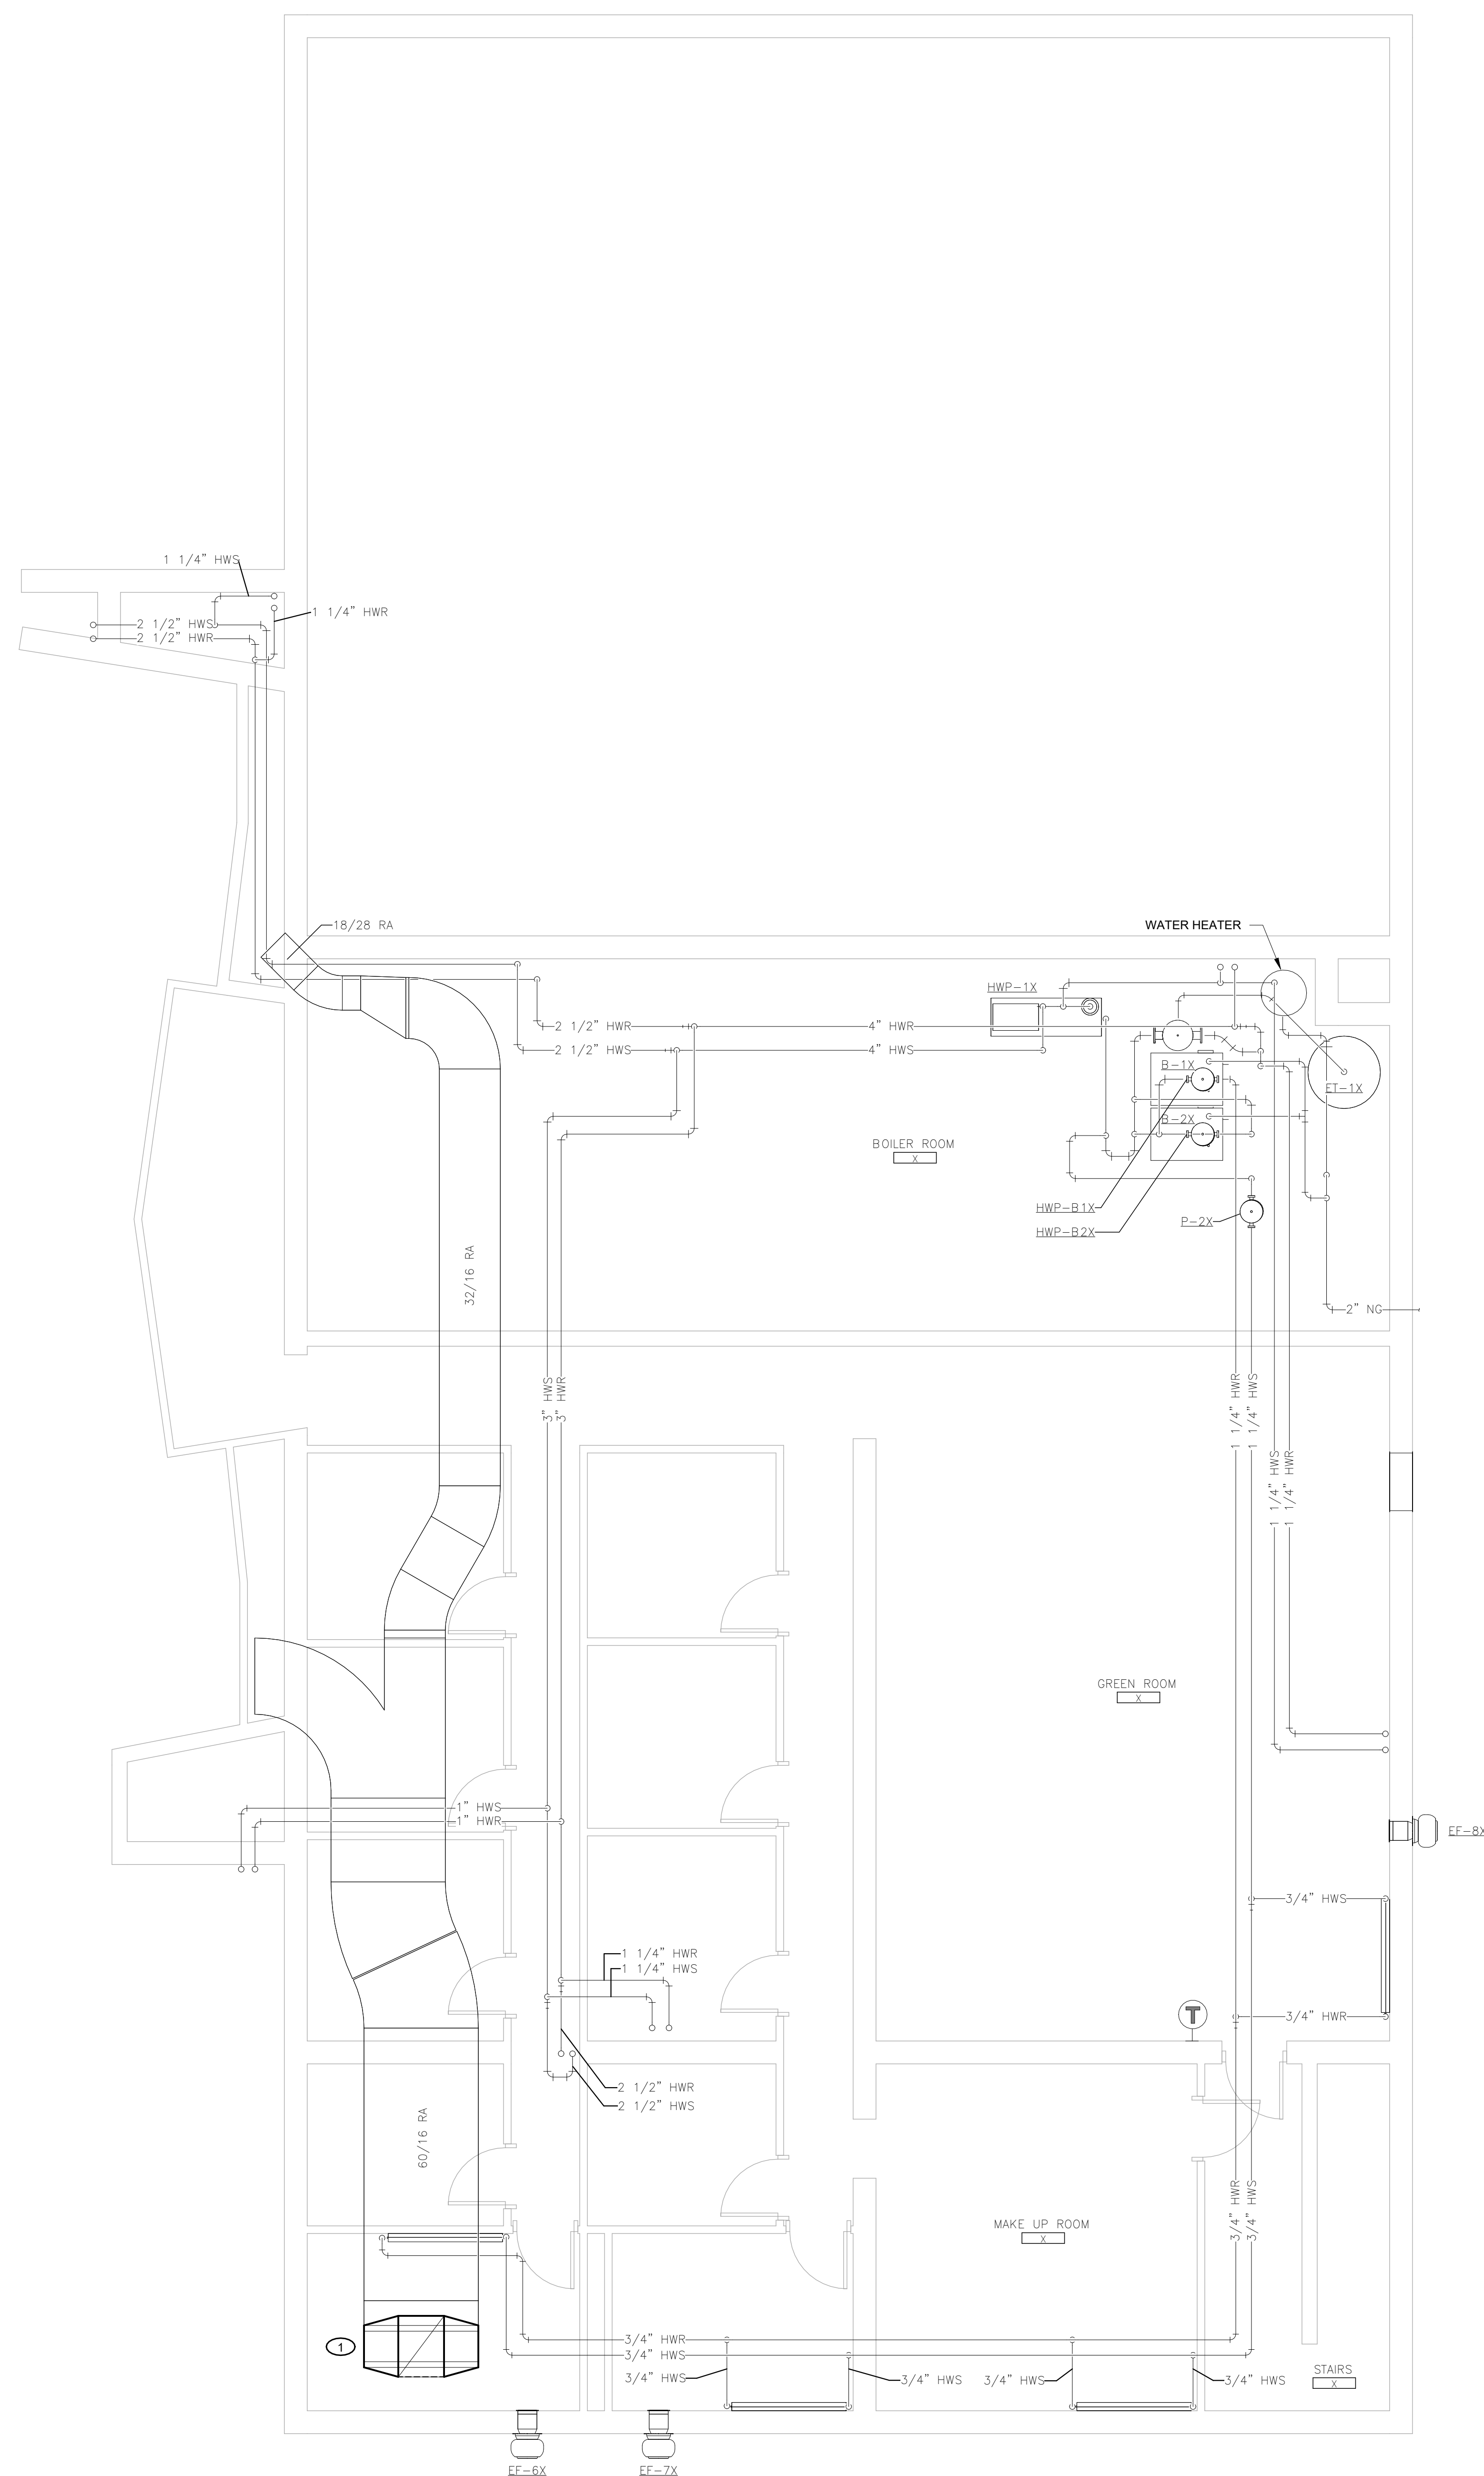 1 1/4" HWS
1 1/4" HWR
2 1/2" HWS
2 1/2" HWR
18/28 RA
WATER HEATER
HWP-1X
2 1/2" HWR
4" HWR
2 1/2" HWS
4" HWS
B-1X
ET-1X
B-2X
BOILER ROOM
X
HWP-B1X
P-2X
HWP-B2X
32/16 RA
2" NG
3" HWS
3" HWR
1 1/4" HWR
1 1/4" HWS
1 1/4" HWS
1 1/4" HWR
GREEN ROOM
X
1" HWS
1" HWR
EF-8X
3/4" HWS
1 1/4" HWR
1 1/4" HWS
T
3/4" HWR
2 1/2" HWR
2 1/2" HWS
60/16 RA
3/4" HWR
3/4" HWS
MAKE UP ROOM
X
1
3/4" HWR
3/4" HWS
3/4" HWS
3/4" HWS
3/4" HWS
3/4" HWS
STAIRS
X
EF-6X
EF-7X